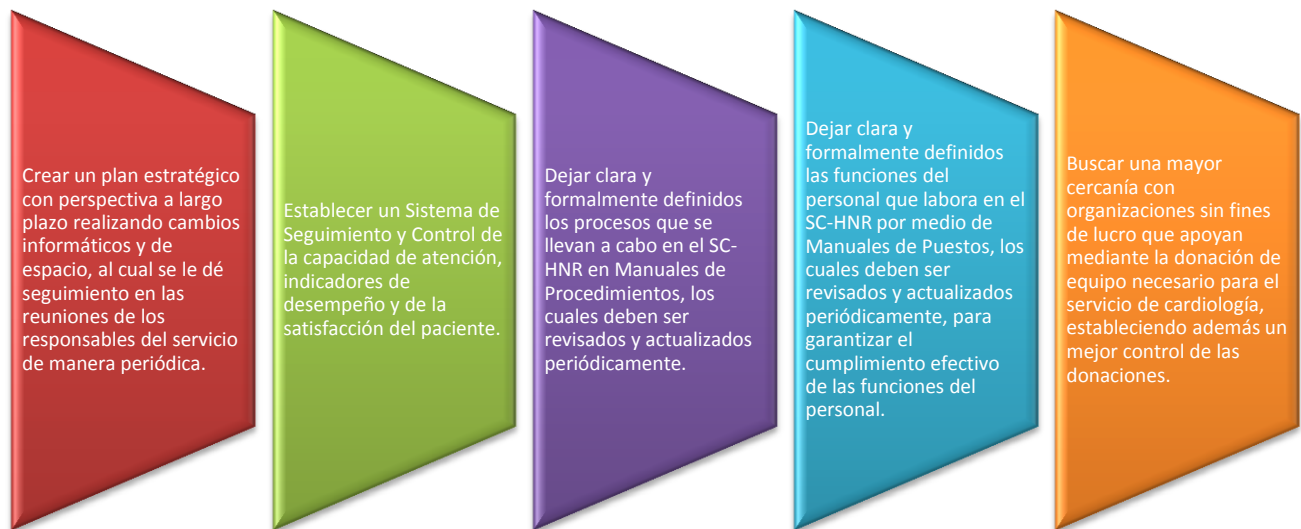 Crear un plan estratégico
con perspectiva a largo
plazo realizando cambios
informáticos y de
espacio, al cual se le dé
seguimiento en las
reuniones de los
responsables del servicio
de manera periódica.
Establecer un Sistema de
Seguimiento y Control de
la capacidad de atención,
indicadores de
desempeño y de la
satisfacción del paciente.
Dejar clara y
formalmente definidos
los procesos que se
llevan a cabo en el SC-
HNR en Manuales de
Procedimientos, los
cuales deben ser
revisados y actualizados
periódicamente.
Dejar clara y
formalmente definidos
las funciones del
personal que labora en el
SC-HNR por medio de
Manuales de Puestos, los
cuales deben ser
revisados y actualizados
periódicamente, para
garantizar el
cumplimiento efectivo
de las funciones del
personal.
Buscar una mayor
cercanía con
organizaciones sin fines
de lucro que apoyan
mediante la donación de
equipo necesario para el
servicio de cardiología,
estableciendo además un
mejor control de las
donaciones.